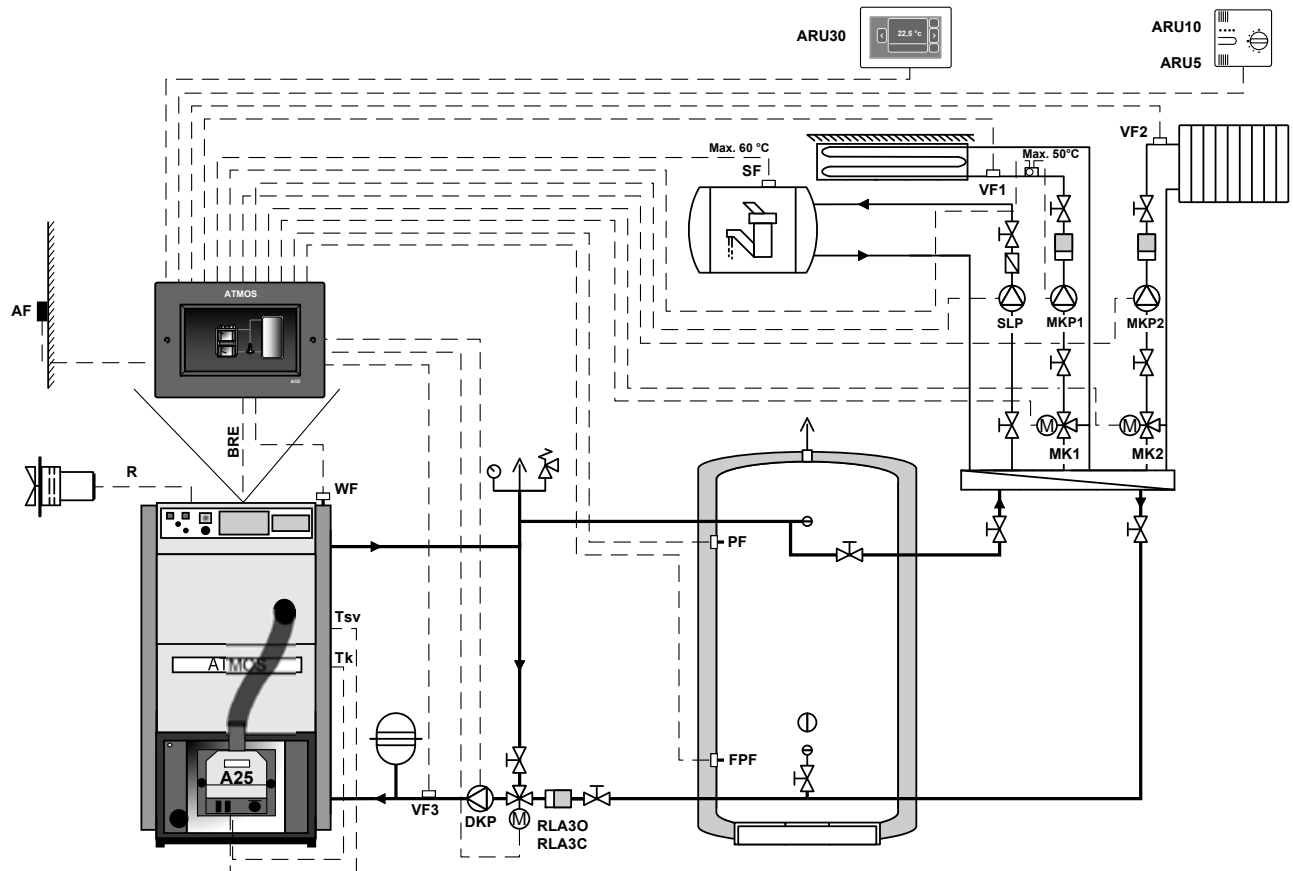 ARU30
22,5 °c
ARU10
ARU5
VF2
Max. 60 °C
SF
Max. 50°C
VF1
ATMOS
ACD
AF
SLP
MKP1
MKP2
M
M
MK1
MK2
BRE
R
WF
PF
Tsv
Tk
ATMOS
A25
FPF
VF3
DKP
M
RLA3O
RLA3C